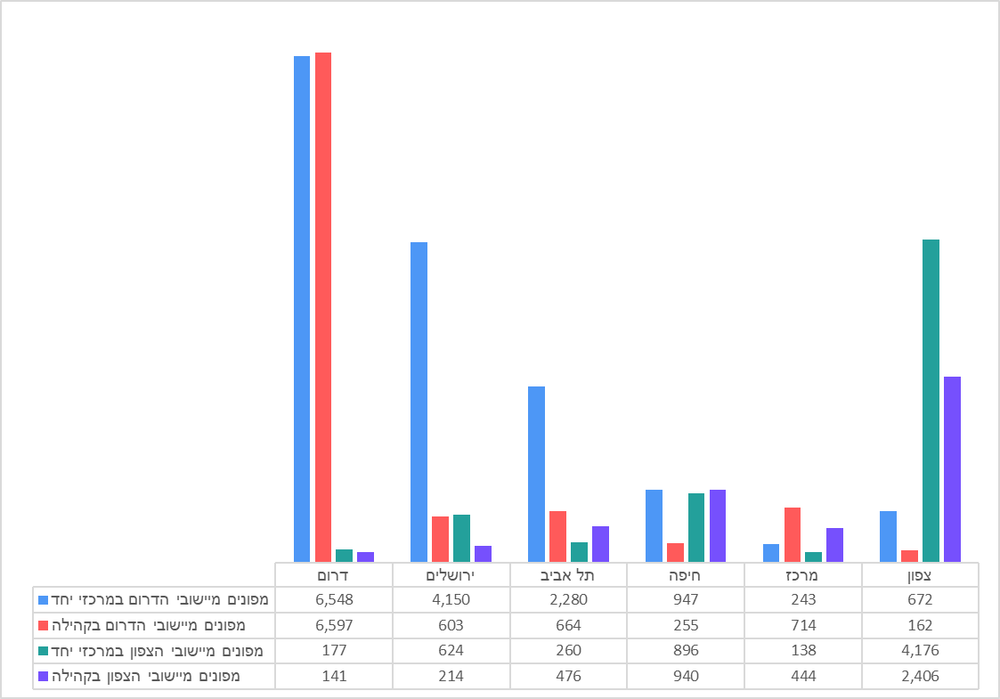 דרום ירושלים תל אביב חיפה מרכז צפון
מפונים מיישובי הדרום במרכזי יחד 6,548 4,150 2,280 947 243 672
מפונים מיישובי הדרום בקהילה 6,597 603 664 255 714 162
מפונים מיישובי הצפון במרכזי יחד 177 624 260 896 138 4,176
מפונים מיישובי הצפון בקהילה 141 214 476 940 444 2,406